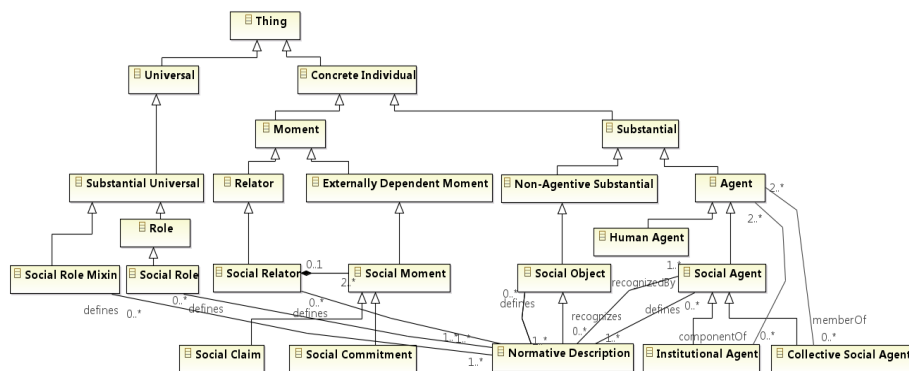 Thing
Universal
Concrete Individual
Moment
Substantial
Substantial Universal
Relator
Externally Dependent Moment
Non-Agentive Substantial
Agent
2..*
2..*
Role
Human Agent
Social Role Mixin
Social Role
Social Relator
0..1
2..*
Social Moment
Social Object
recognizedBy
1..*
Social Agent
defines
0..*
0..*
defines
0..*
defines
0..*
defines
recognizes
0..*
defines
0..*
1..*
1..*
1..*
1..*
1..*
componentOf
0..*
memberOf
0..*
Social Claim
Social Commitment
Normative Description
Institutional Agent
Collective Social Agent